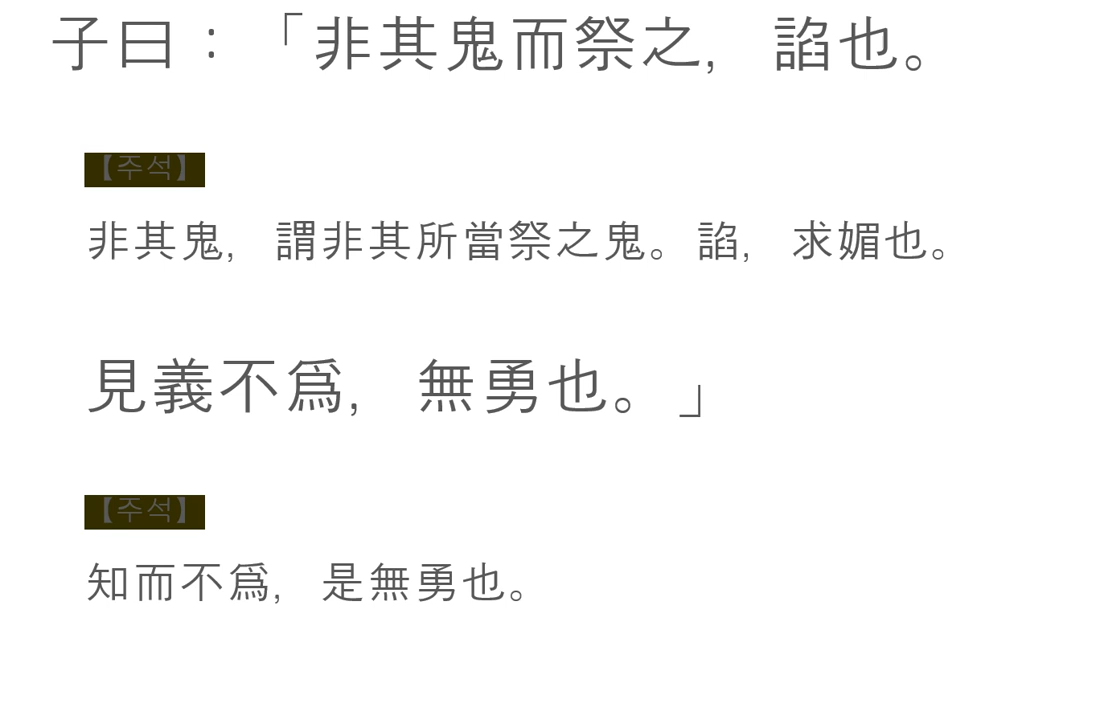 子曰：「非其鬼而祭之, 諂也。
【주석】
非其鬼, 謂非其所當祭之鬼。諂, 求媚也。
見義不爲, 無勇也。」
【주석】
知而不爲, 是無勇也。